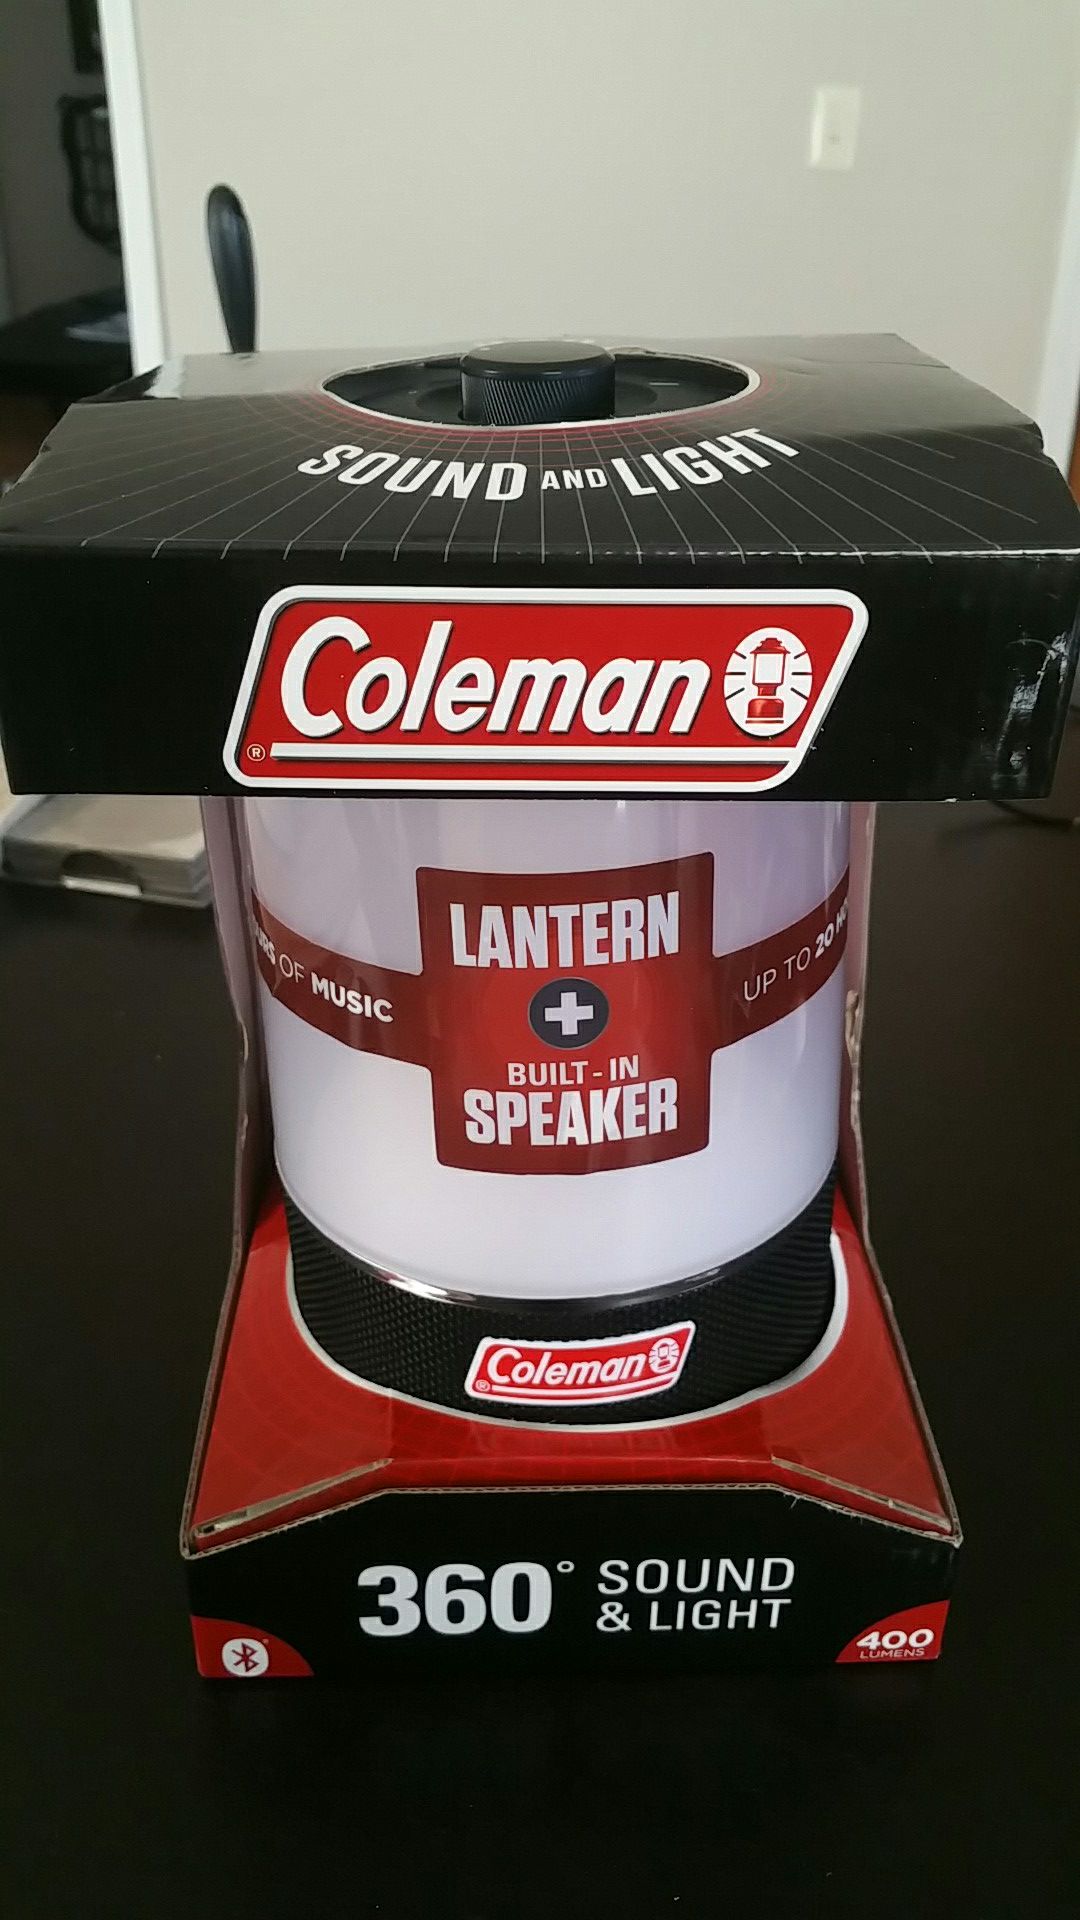 SOUND AND LIGHT
Coleman
®
LANTERN
OF MUSIC
UP TO 20
BUILT-IN
SPEAKER
Coleman
®
360° SOUND
& LIGHT
400
LUMENS